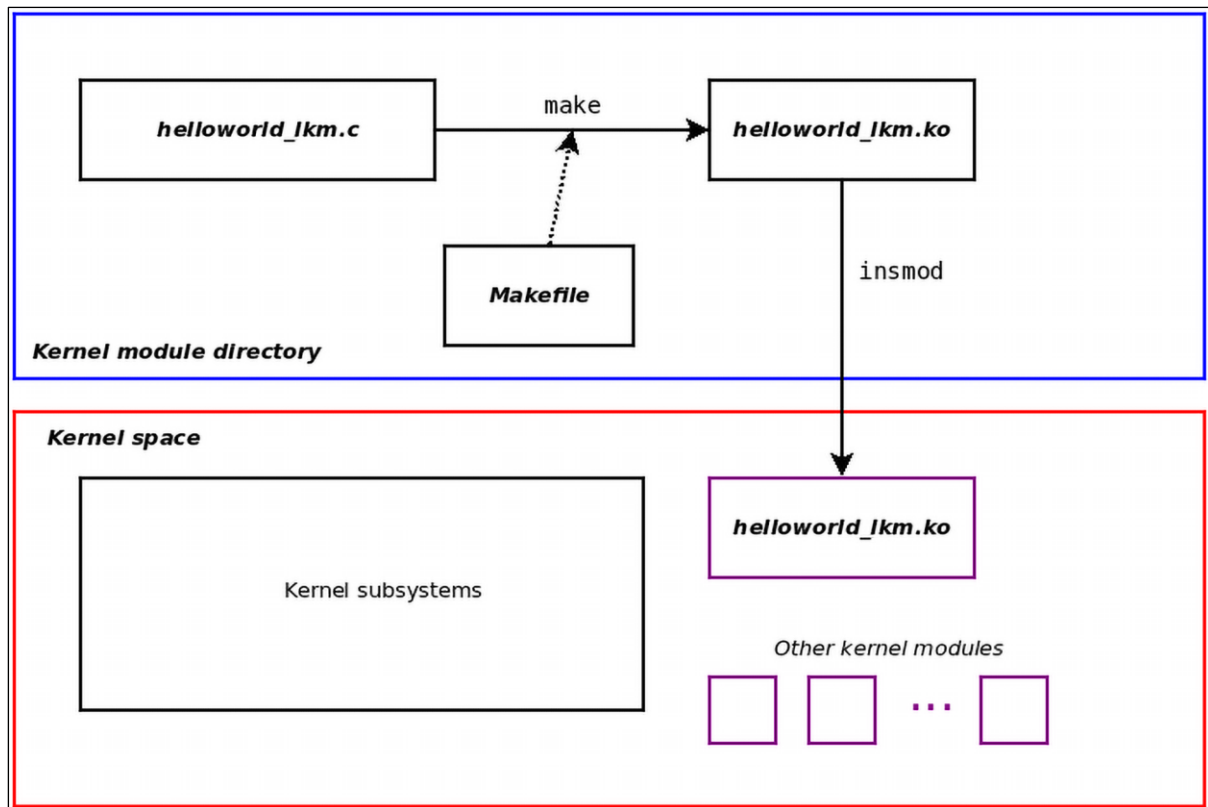 helloworld_lkm.c
make
helloworld_lkm.ko
Makefile
insmod
Kernel module directory
Kernel space
helloworld_lkm.ko
Kernel subsystems
Other kernel modules
...